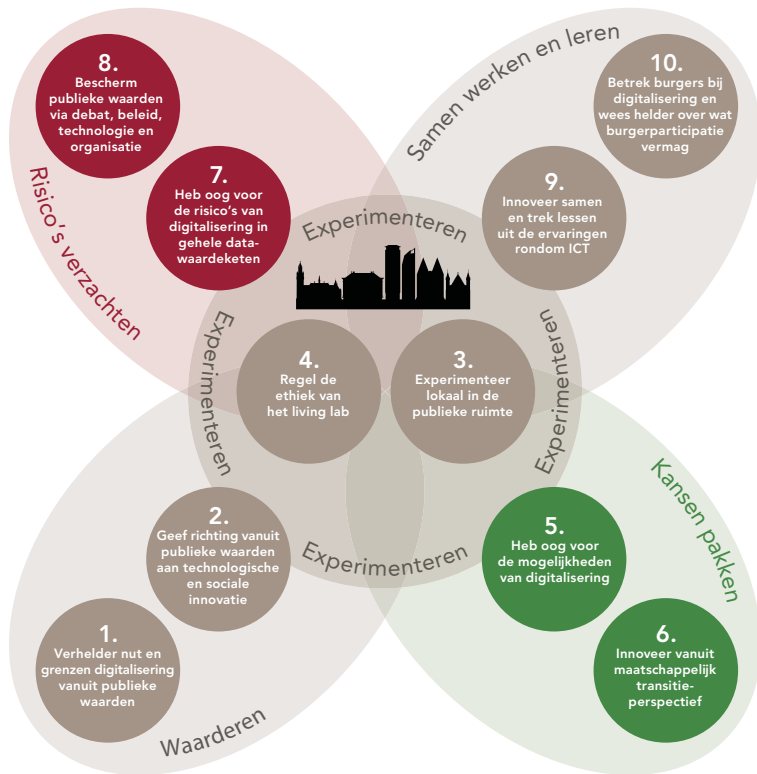 8.
Bescherm
publieke waarden
via debat, beleid,
technologie en
organisatie
7.
Heb oog voor
de risico's van
digitalisering in
gehele data-
waardeketen
Risico's verzachten
Samen werken en leren
10.
Betrek burgers bij
digitalisering en
wees helder over wat
burgerparticipatie
vermag
9.
Innoveer samen
en trek lessen
uit de ervaringen
rondom ICT
Experimenteren
Experimenteren
Experimenteren
4.
Regel de
ethiek van
het living lab
3.
Experimenteer
lokaal in de
publieke ruimte
Experimenteren
2.
Geef richting vanuit
publieke waarden
aan technologische
en sociale
innovatie
1.
Verhelder nut en
grenzen digitalisering
vanuit publieke
waarden
Waarderen
5.
Heb oog voor
de mogelijkheden
van digitalisering
6.
Innoveer vanuit
maatschappelijk
transitie-
perspectief
Kansen pakken